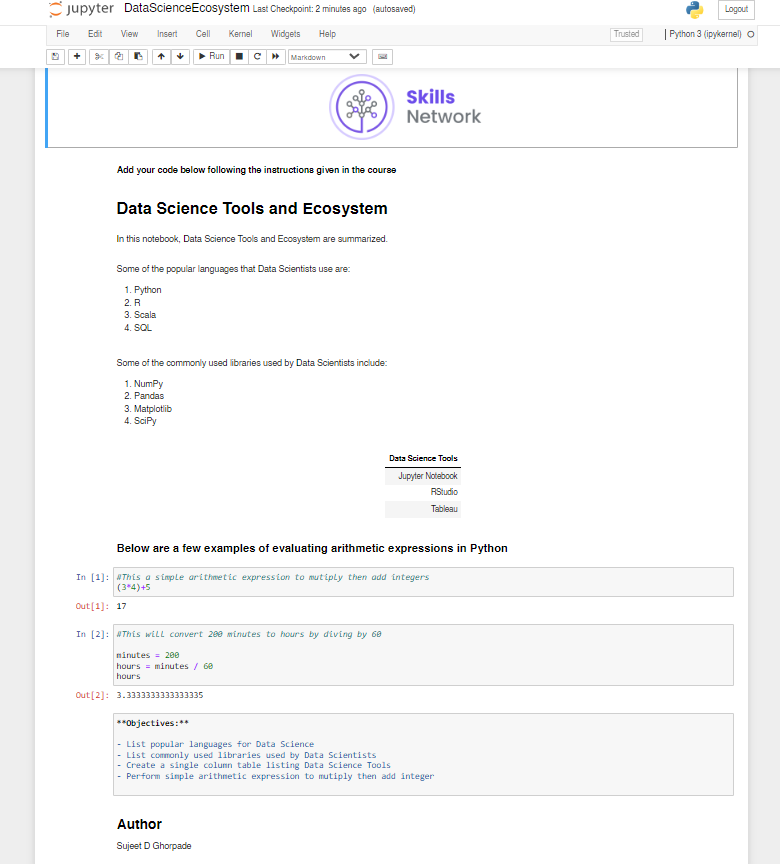 jupyter DataScienceEcosystem Last Checkpoint: 2 minutes ago (autosaved) Logout
File Edit View Insert Cell Kernel Widgets Help Trusted Python 3 (ipykernel)
Run Markdown
Skills
Network
Add your code below following the instructions given in the course
Data Science Tools and Ecosystem
In this notebook, Data Science Tools and Ecosystem are summarized.
Some of the popular languages that Data Scientists use are:
1. Python
2. R
3. Scala
4. SQL
Some of the commonly used libraries used by Data Scientists include:
1. NumPy
2. Pandas
3. Matplotlib
4. SciPy
Data Science Tools
Jupyter Notebook
RStudio
Tableau
Below are a few examples of evaluating arithmetic expressions in Python
In [1]: #This a simple arithmetic expression to mutiply then add integers
(3*4)+5
Out[1]: 17
In [2]: #This will convert 200 minutes to hours by diving by 60
minutes = 200
hours = minutes / 60
hours
Out[2]: 3.3333333333333335
**Objectives:**
- List popular languages for Data Science
- List commonly used libraries used by Data Scientists
- Create a single column table listing Data Science Tools
- Perform simple arithmetic expression to mutiply then add integer
Author
Sujeet D Ghorpade